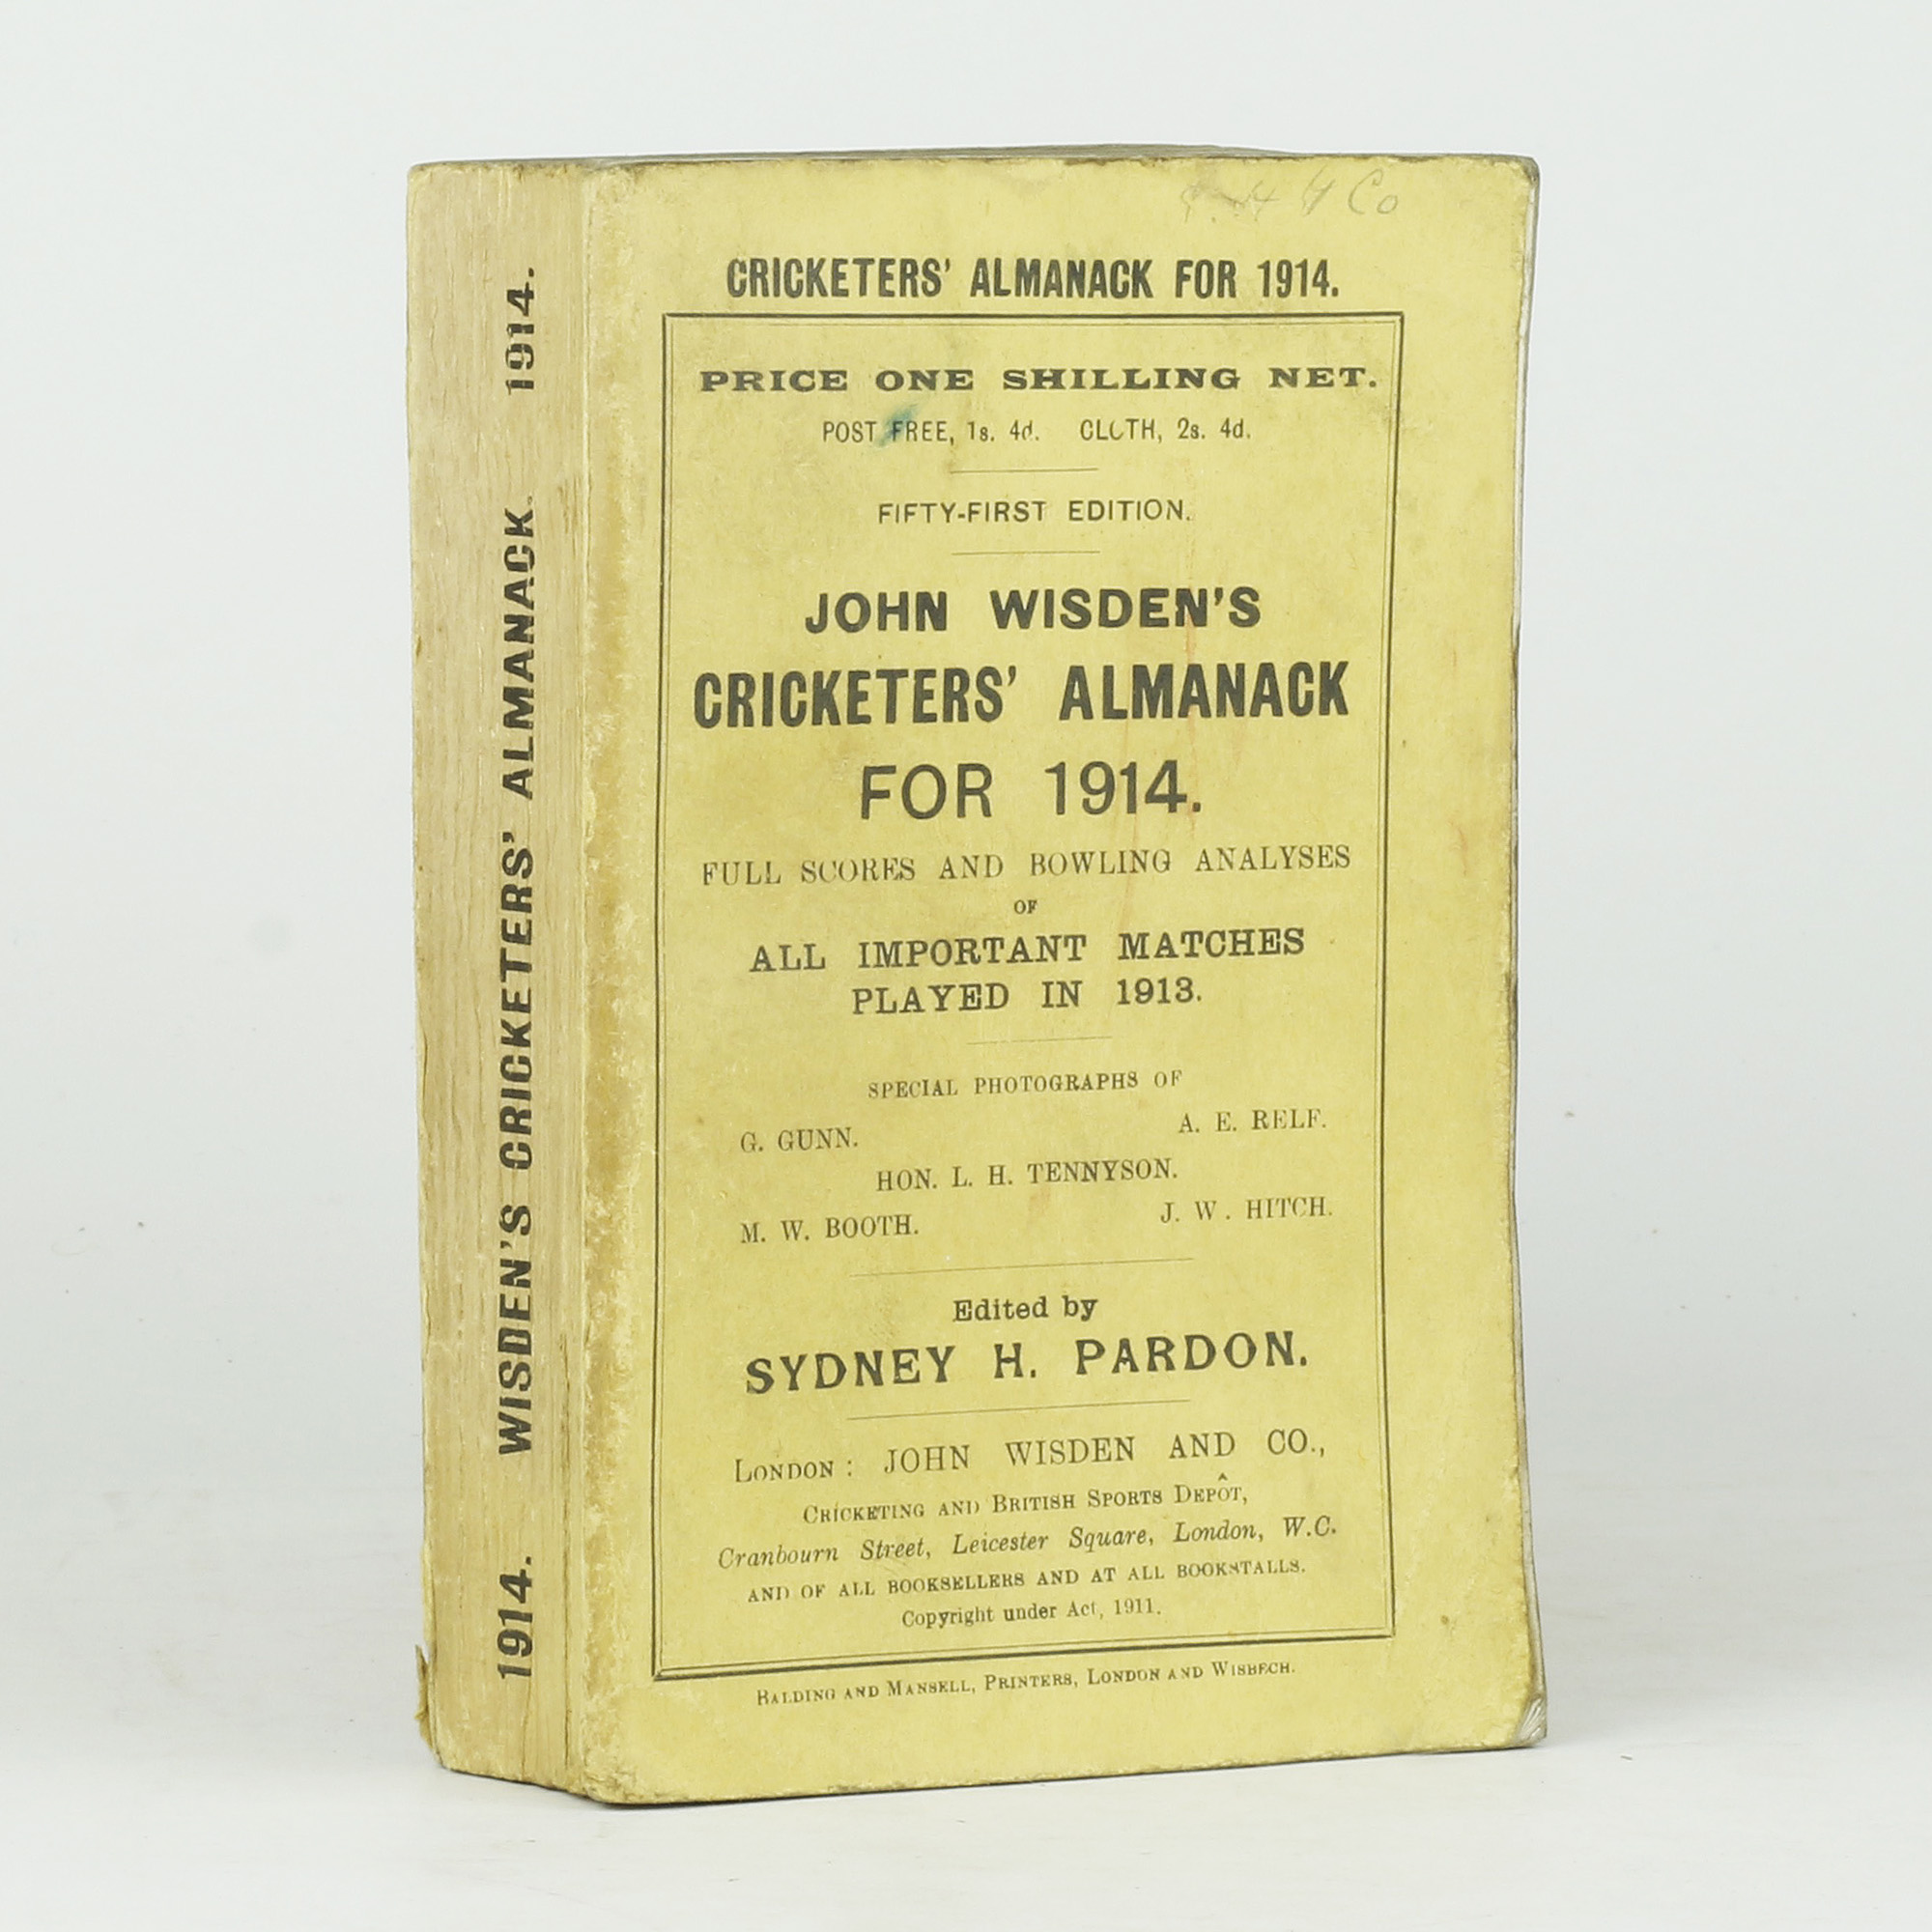 1914. WISDEN'S CRICKETERS' ALMANACK. 1914.
Co
CRICKETERS' ALMANACK FOR 1914.
PRICE ONE SHILLING NET.
POST FREE, 1s. 4d. CLOTH, 2s. 4d.
FIFTY-FIRST EDITION.
JOHN WISDEN'S
CRICKETERS' ALMANACK
FOR 1914.
FULL SCORES AND BOWLING ANALYSES
OF
ALL IMPORTANT MATCHES
PLAYED IN 1913.
SPECIAL PHOTOGRAPHS OF
G. GUNN. A. E. RELF.
HON. L. H. TENNYSON.
M. W. BOOTH. J. W. HITCH.
Edited by
SYDNEY H. PARDON.
LONDON: JOHN WISDEN AND CO.,
CRICKETING AND BRITISH SPORTS DEPÔT,
Cranbourn Street, Leicester Square, London, W.C.
AND OF ALL BOOKSELLERS AND AT ALL BOOKSTALLS.
Copyright under Act, 1911.
BALDING AND MANSELL, PRINTERS, LONDON AND WISBECH.